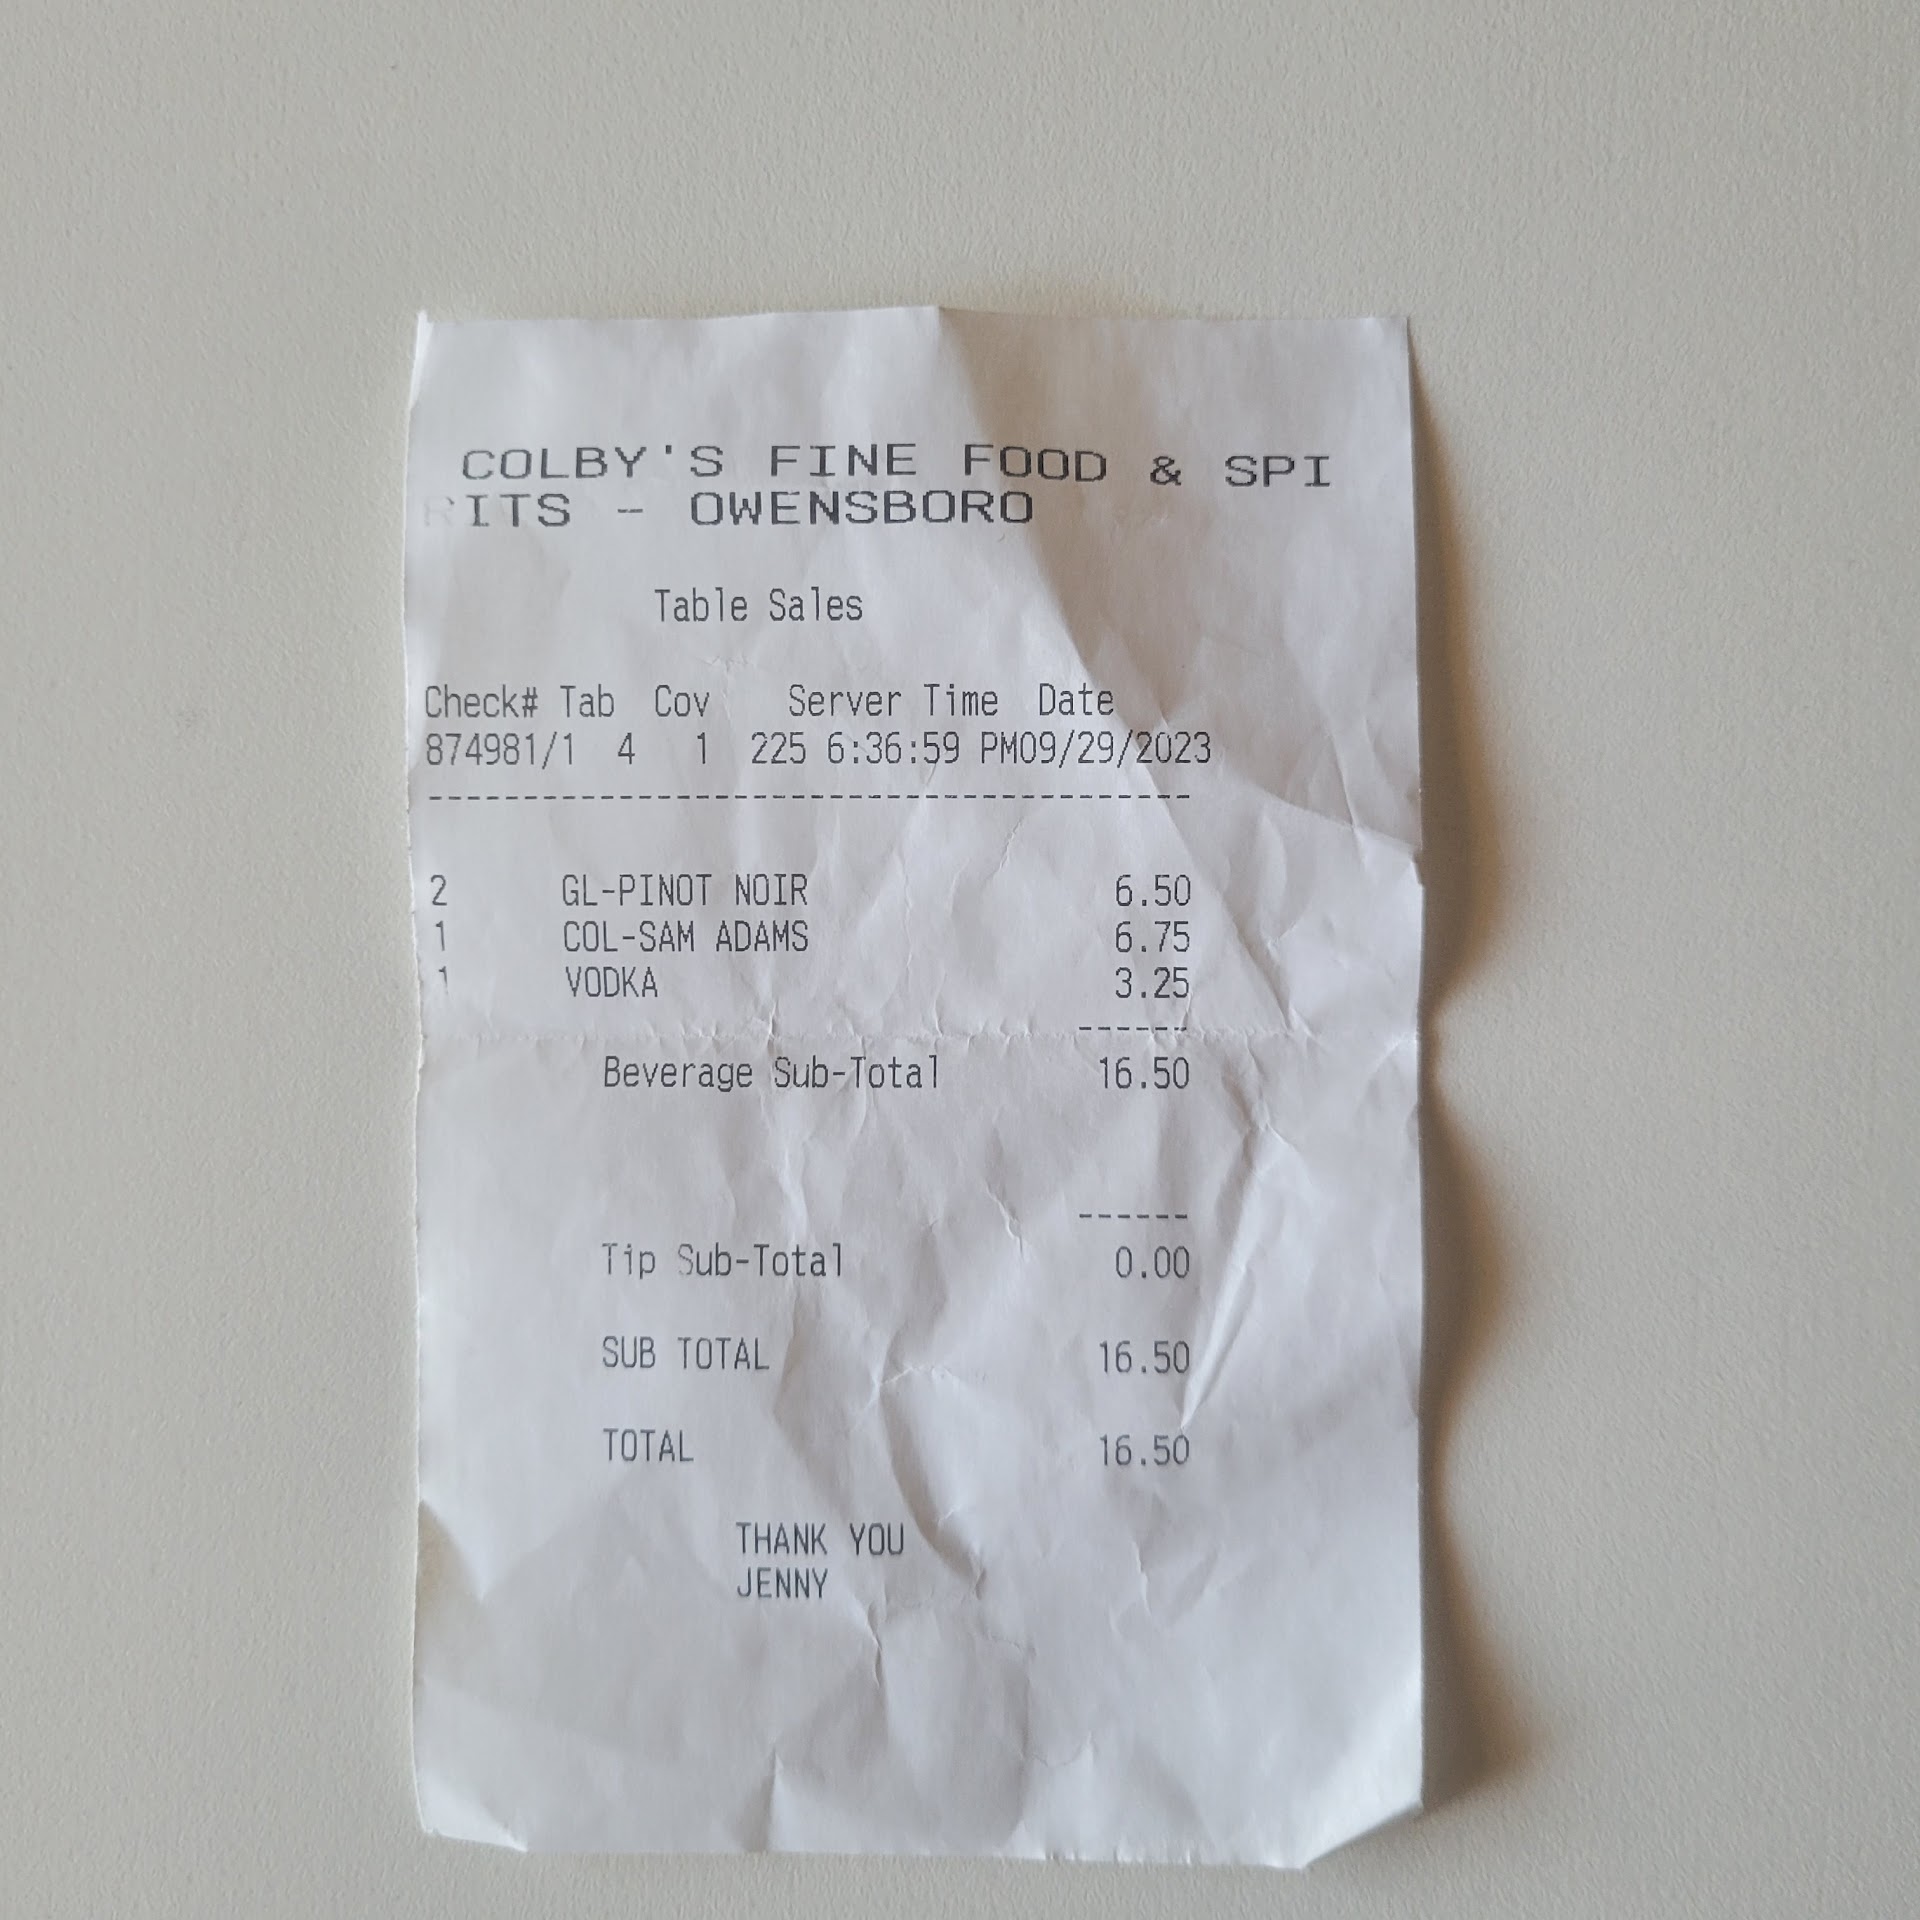 COLBY'S FINE FOOD & SPI
RITS - OWENSBORO
Table Sales
Check# Tab Cov Server Time Date
874981/1 4 1 225 6:36:59 PM09/29/2023
----------------------------------------
2 GL-PINOT NOIR 6.50
1 COL-SAM ADAMS 6.75
1 VODKA 3.25
------
Beverage Sub-Total 16.50
------
Tip Sub-Total 0.00
SUB TOTAL 16.50
TOTAL 16.50
THANK YOU
JENNY